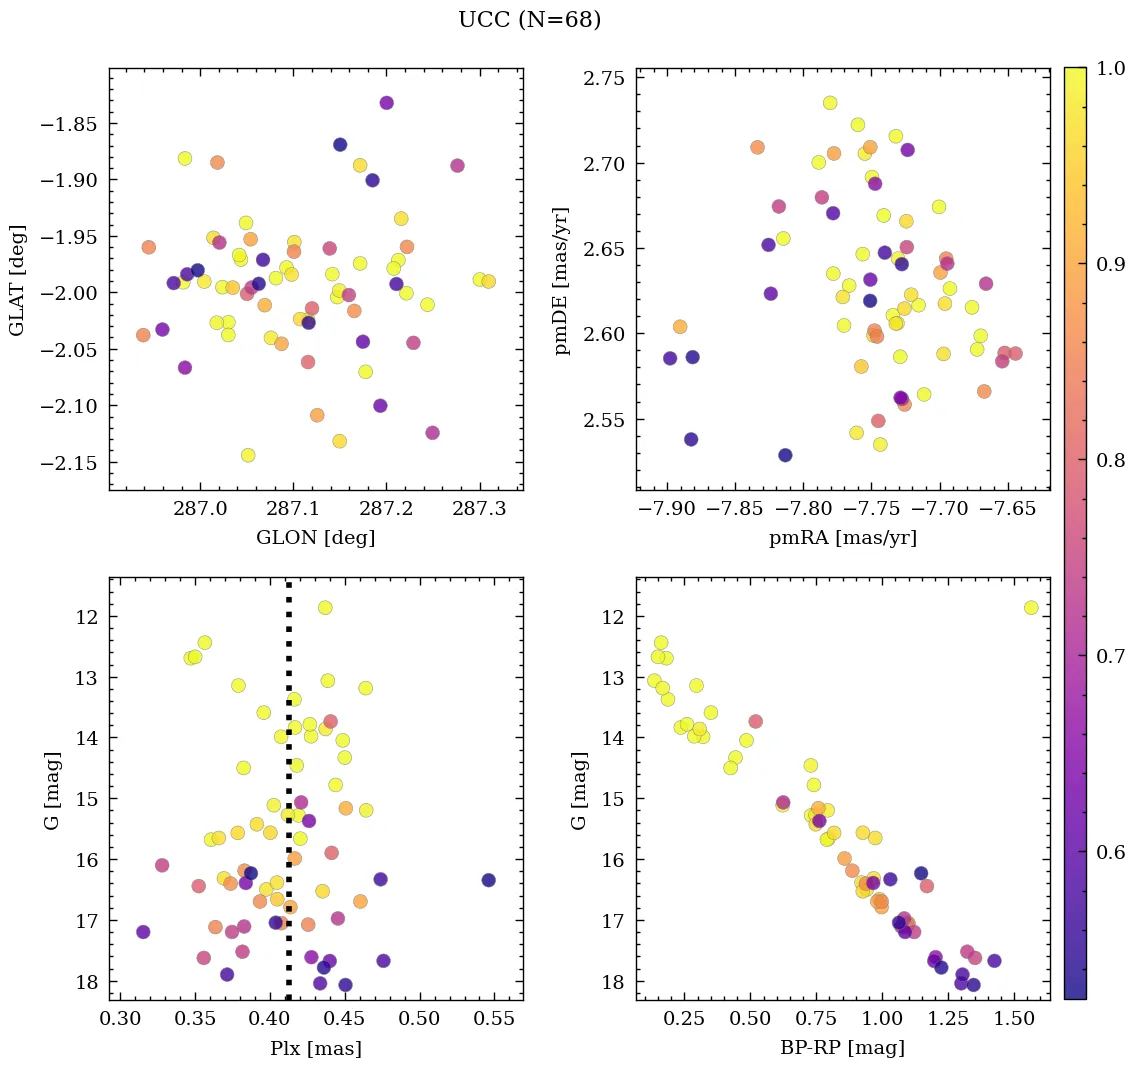 UCC (N=68)
−1.85
−1.90
−1.95
−2.00
−2.05
−2.10
−2.15
GLAT [deg]
287.0 287.1 287.2 287.3
GLON [deg]
2.75
2.70
2.65
2.60
2.55
pmDE [mas/yr]
−7.90 −7.85 −7.80 −7.75 −7.70 −7.65
pmRA [mas/yr]
1.0
0.9
0.8
0.7
0.6
12
13
14
15
16
17
18
G [mag]
0.30 0.35 0.40 0.45 0.50 0.55
Plx [mas]
12
13
14
15
16
17
18
G [mag]
0.25 0.50 0.75 1.00 1.25 1.50
BP-RP [mag]